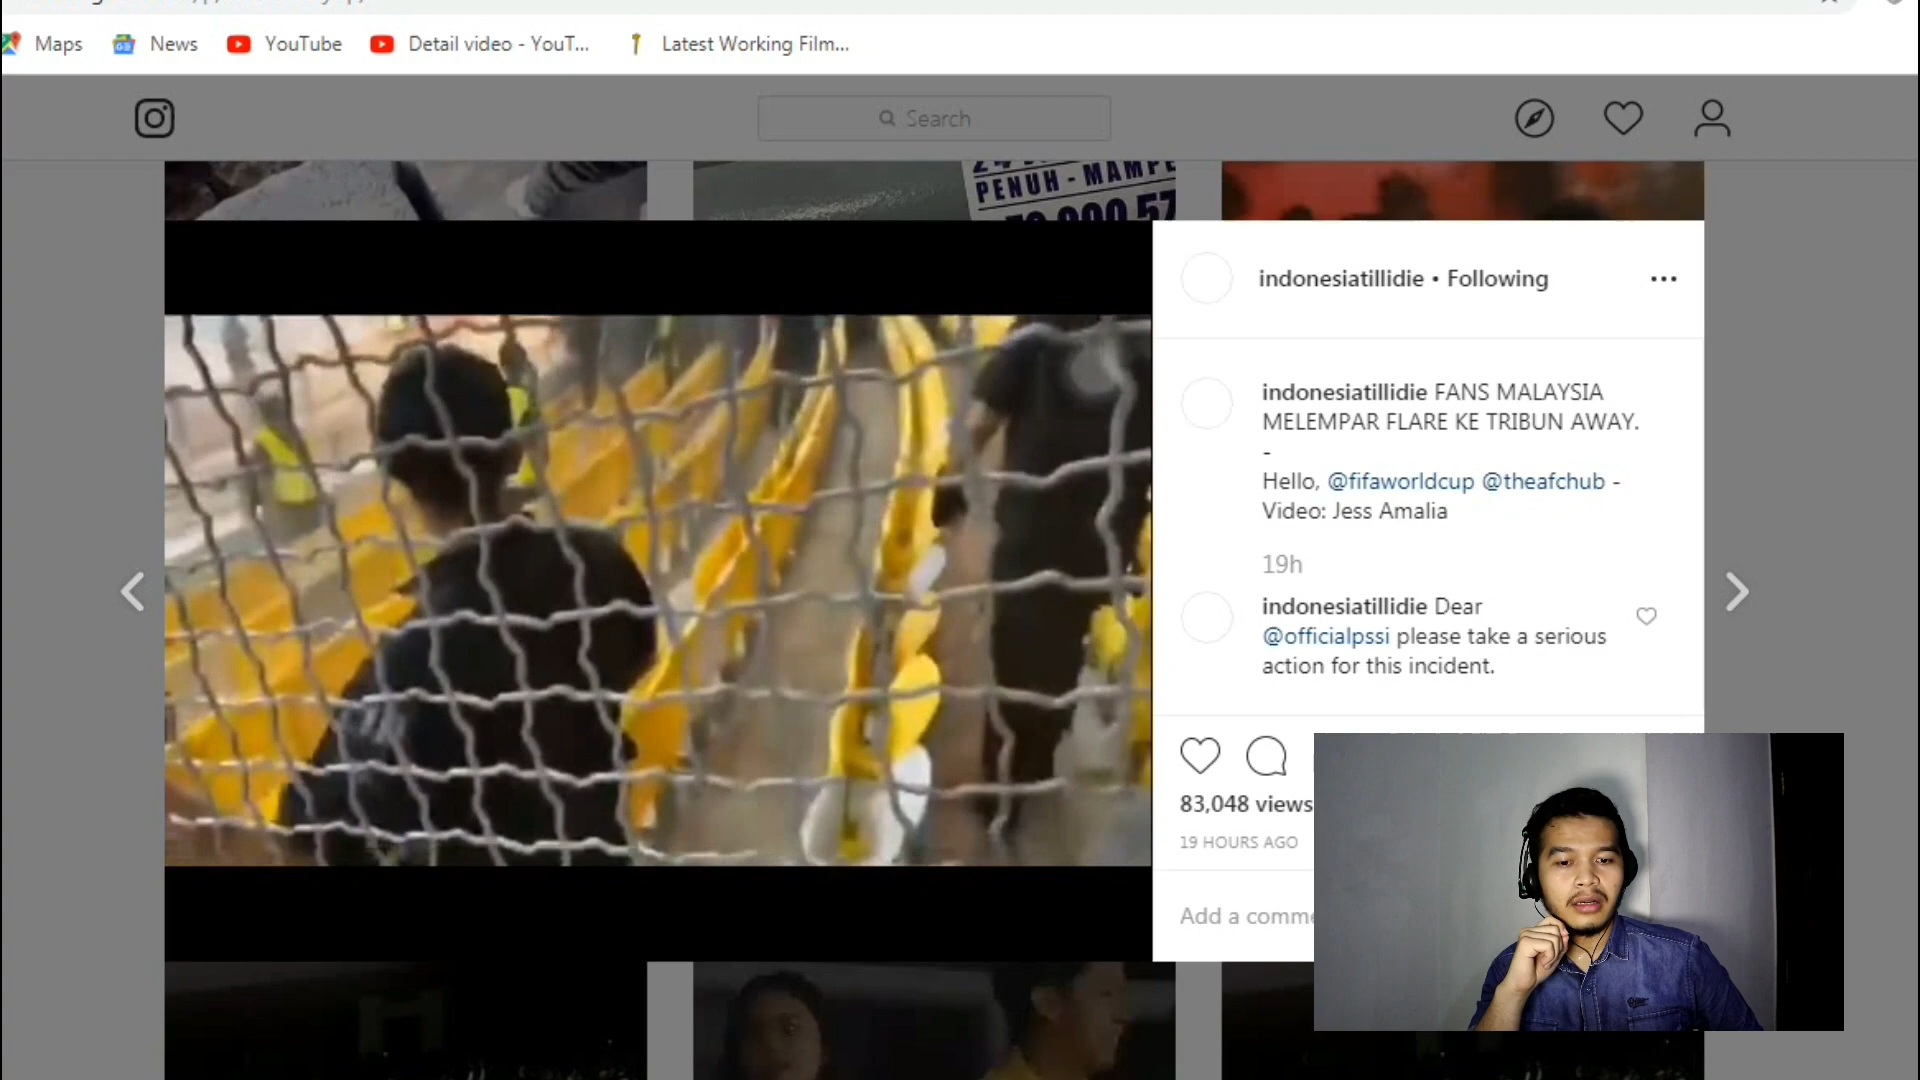 Maps
News
YouTube
Detail video - YouT...
Latest Working Film...
Search
PENUH - MAMPE
indonesiatillidie • Following
indonesiatillidie FANS MALAYSIA
MELEMPAR FLARE KE TRIBUN AWAY.
-
Hello, @fifaworldcup @theafchub -
Video: Jess Amalia
19h
indonesiatillidie Dear
@officialpssi please take a serious
action for this incident.
83,048 views
19 HOURS AGO
Add a comme